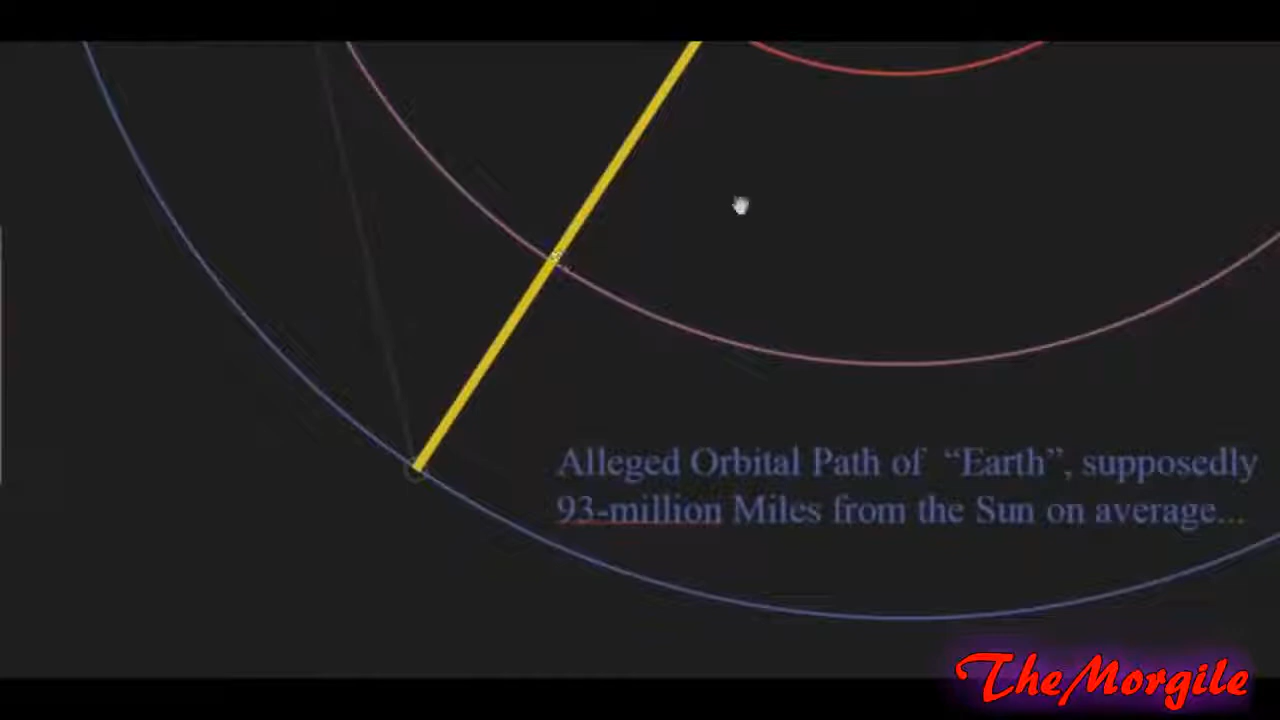 Alleged Orbital Path of “Earth”, supposedly
93-million Miles from the Sun on average...
TheMorgile